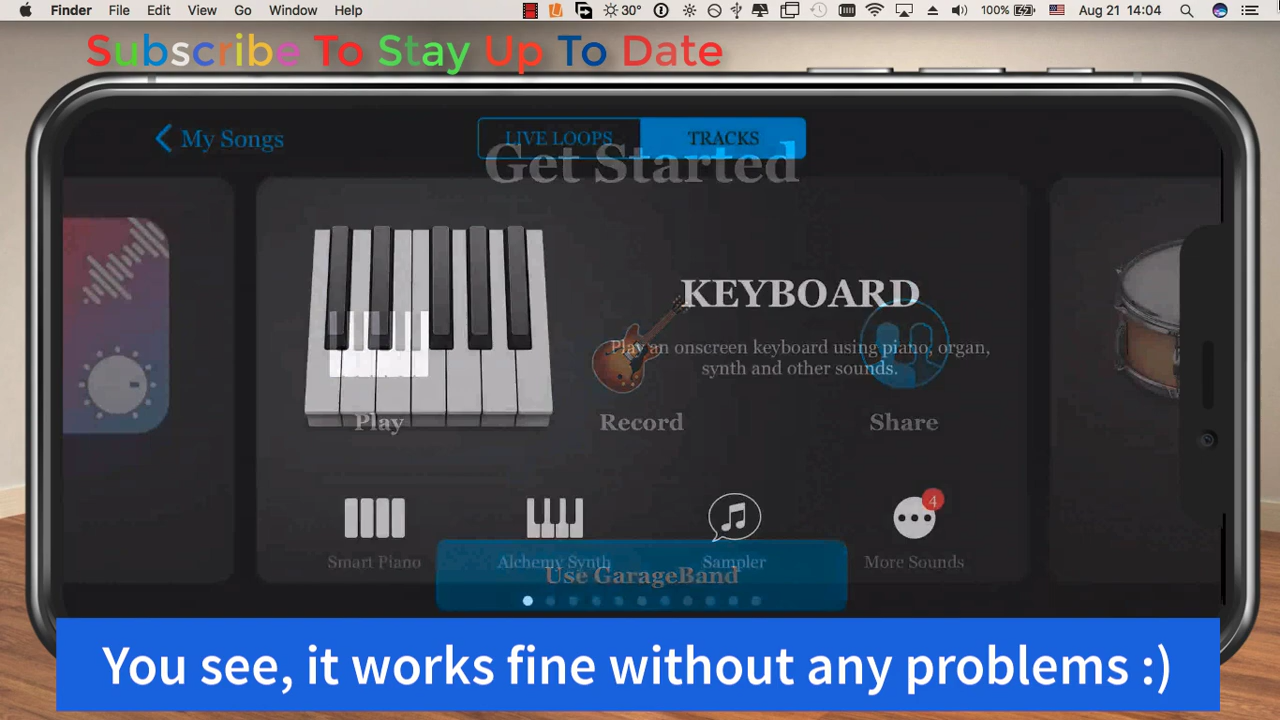 Finder File Edit View Go Window Help 30° 100% Aug 21 14:04
Subscribe To Stay Up To Date
My Songs
LIVE LOOPS TRACKS
Get Started
KEYBOARD
Play an onscreen keyboard using piano, organ,
synth and other sounds.
Play Record Share
4
Smart Piano Alchemy Synth Sampler More Sounds
Use GarageBand
You see, it works fine without any problems :)